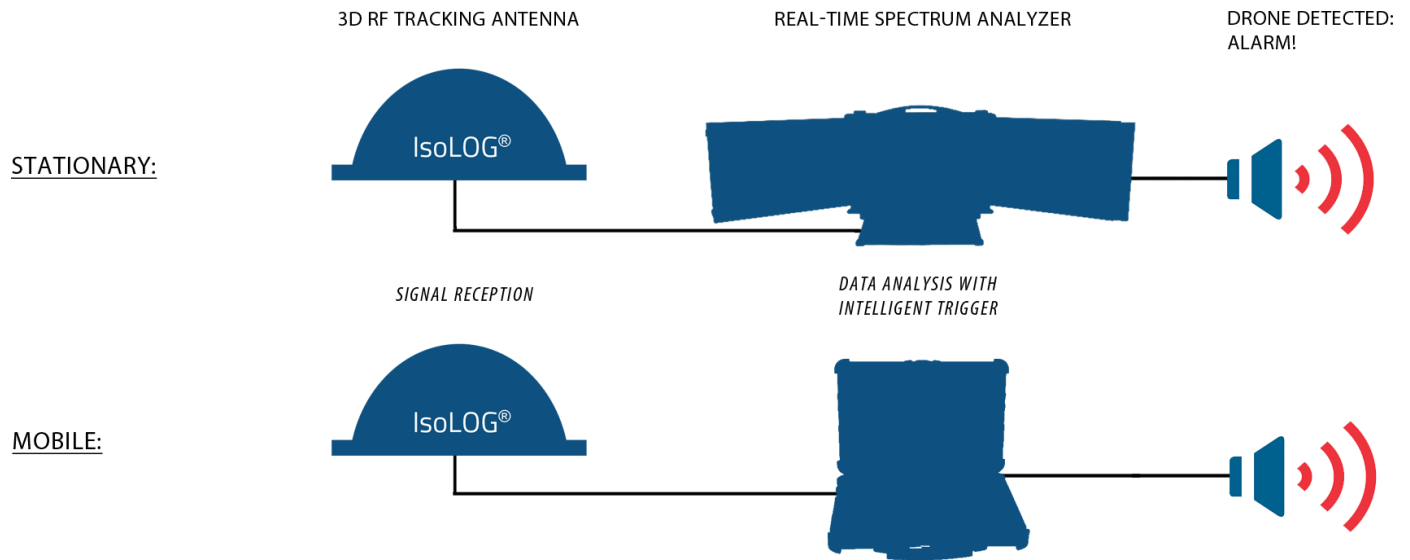 3D RF TRACKING ANTENNA
REAL-TIME SPECTRUM ANALYZER
DRONE DETECTED:
ALARM!
STATIONARY:
IsoLOG®
SIGNAL RECEPTION
DATA ANALYSIS WITH
INTELLIGENT TRIGGER
MOBILE:
IsoLOG®